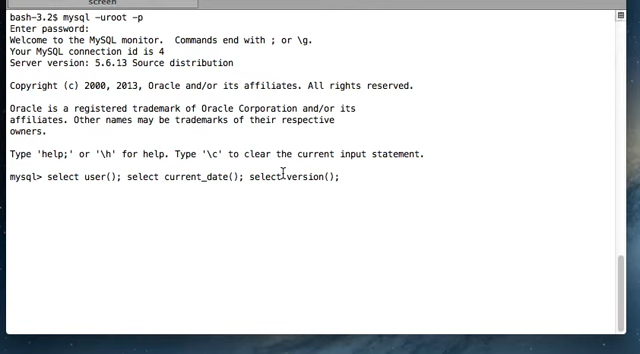 screen
bash-3.2$ mysql -uroot -p
Enter password:
Welcome to the MySQL monitor.  Commands end with ; or \g.
Your MySQL connection id is 4
Server version: 5.6.13 Source distribution
Copyright (c) 2000, 2013, Oracle and/or its affiliates. All rights reserved.
Oracle is a registered trademark of Oracle Corporation and/or its
affiliates. Other names may be trademarks of their respective
owners.
Type 'help;' or '\h' for help. Type '\c' to clear the current input statement.
mysql> select user(); select current_date(); select version();